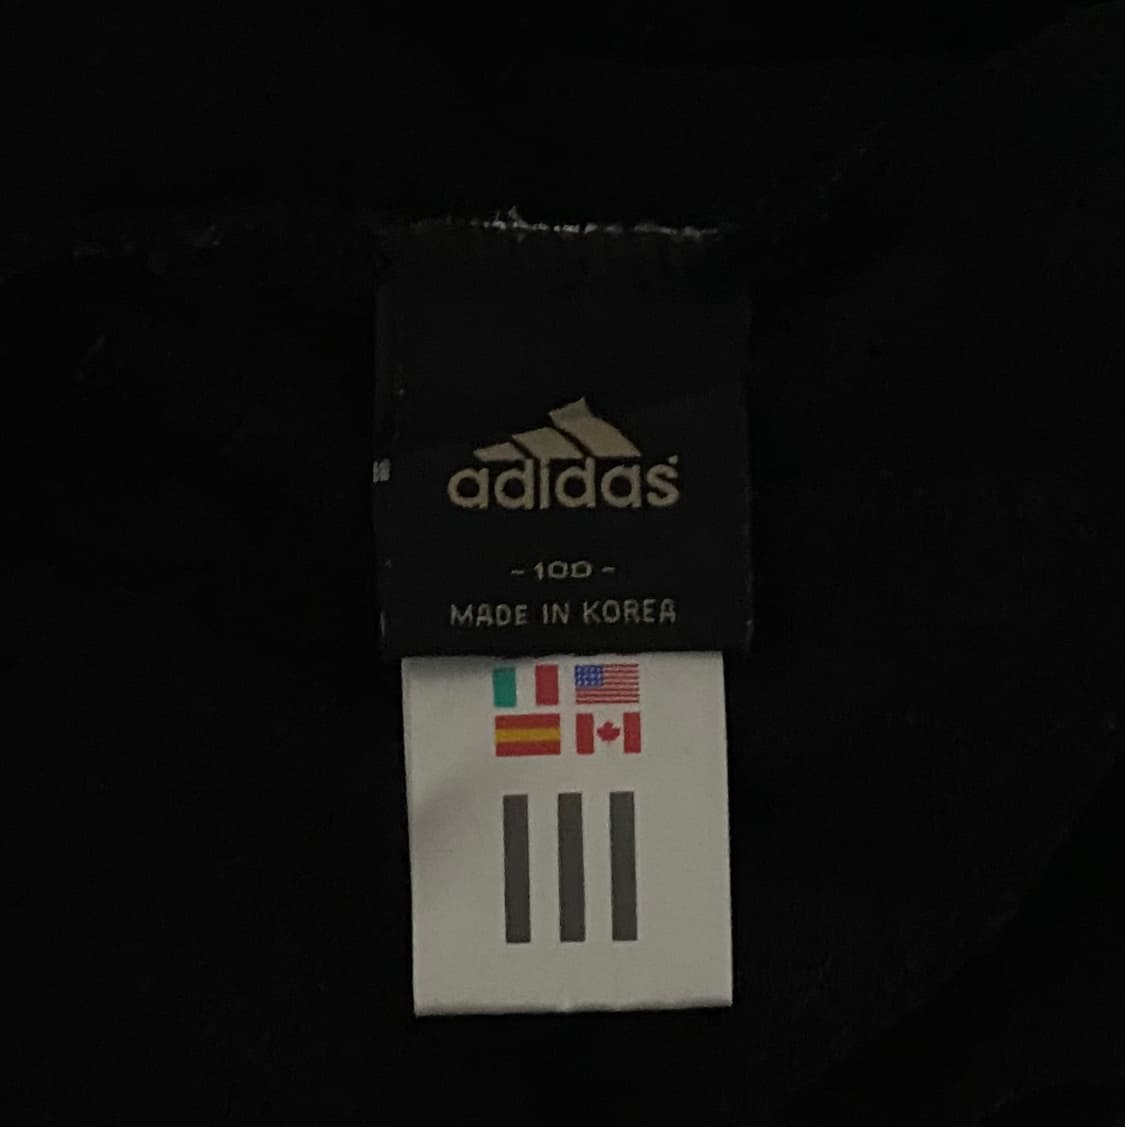 adidas
- 100 -
MADE IN KOREA